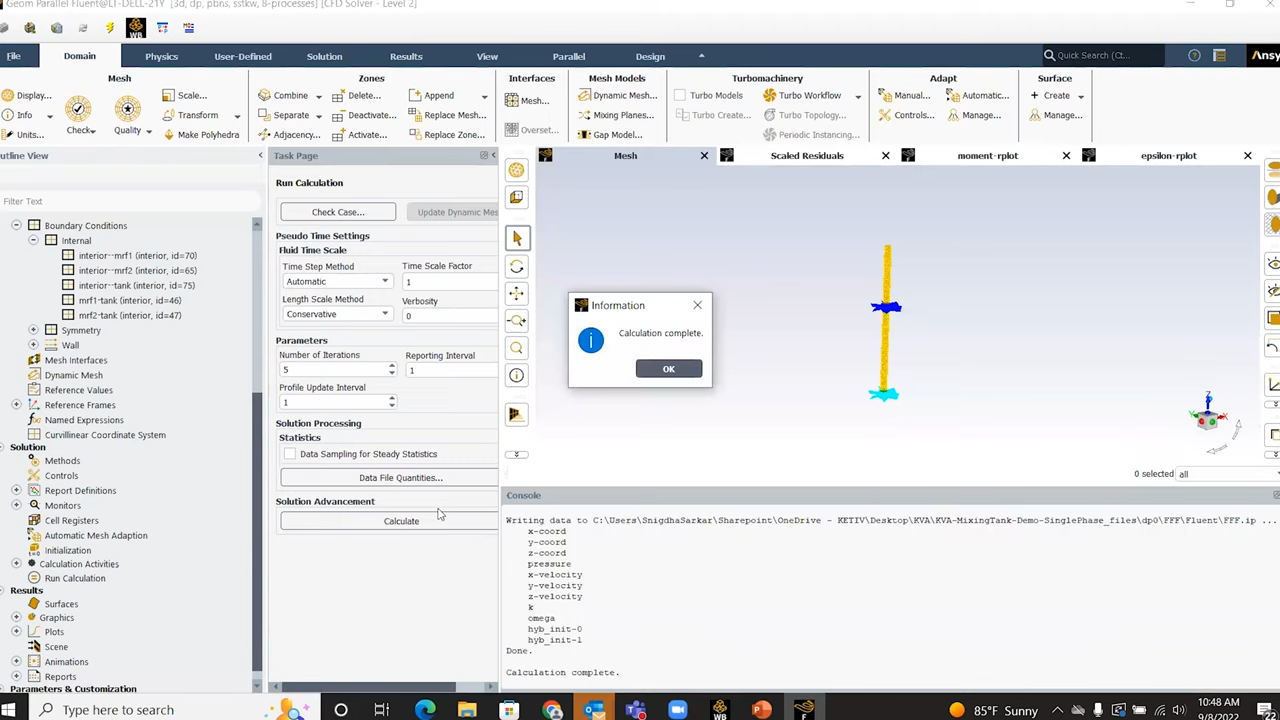 Geom Parallel Fluent@LT-DELL-21Y [3d, dp, pbns, sstkw, 8-processes] [CFD Solver - Level 2]
WB
File Domain Physics User-Defined Solution Results View Parallel Design Quick Search (Ct... Ansy
Mesh Zones Interfaces Mesh Models Turbomachinery Adapt Surface
Display... Scale... Combine Delete... Append Mesh... Dynamic Mesh... Turbo Models Turbo Workflow Manual... Automatic... Create
Info Check Quality Transform Separate Deactivate... Replace Mesh... Mixing Planes... Turbo Create... Turbo Topology... Controls... Manage... Manage...
Units... Make Polyhedra Adjacency... Activate... Replace Zone... Overset... Gap Model... Periodic Instancing...
utline View
Filter Text
Boundary Conditions
Internal
interior--mrf1 (interior, id=70)
interior--mrf2 (interior, id=65)
interior--tank (interior, id=75)
mrf1-tank (interior, id=46)
mrf2-tank (interior, id=47)
Symmetry
Wall
Mesh Interfaces
Dynamic Mesh
Reference Values
Reference Frames
Named Expressions
Curvilinear Coordinate System
Solution
Methods
Controls
Report Definitions
Monitors
Cell Registers
Automatic Mesh Adaption
Initialization
Calculation Activities
Run Calculation
Results
Surfaces
Graphics
Plots
Scene
Animations
Reports
Parameters & Customization
Task Page
Run Calculation
Check Case... Update Dynamic Mes
Pseudo Time Settings
Fluid Time Scale
Time Step Method Time Scale Factor
Automatic 1
Length Scale Method Verbosity
Conservative 0
Parameters
Number of Iterations Reporting Interval
5 1
Profile Update Interval
1
Solution Processing
Statistics
Data Sampling for Steady Statistics
Data File Quantities...
Solution Advancement
Calculate
Mesh Scaled Residuals moment-rplot epsilon-rplot
Information
Calculation complete.
OK
Z
Y
X
0 selected all
Console
Writing data to C:\Users\SnigdhaSarkar\Sharepoint\OneDrive - KETIV\Desktop\KVA\KVA-MixingTank-Demo-SinglePhase_files\dp0\FFF\Fluent\FFF.ip ...
x-coord
y-coord
z-coord
pressure
x-velocity
y-velocity
z-velocity
k
omega
hyb_init-0
hyb_init-1
Done.
Calculation complete.
Type here to search
WB
F
85°F Sunny
10:48 AM
9/8/2022